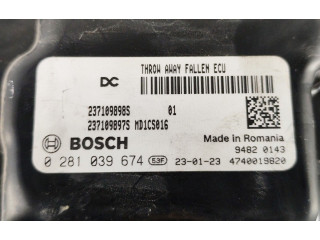 THROW AWAY FALLEN ECU
DC
237109898S 01
237109897S MD1CS016
Made in Romania
BOSCH
9482 0143
0 281 039 674 53F 23-01-23 4740019820